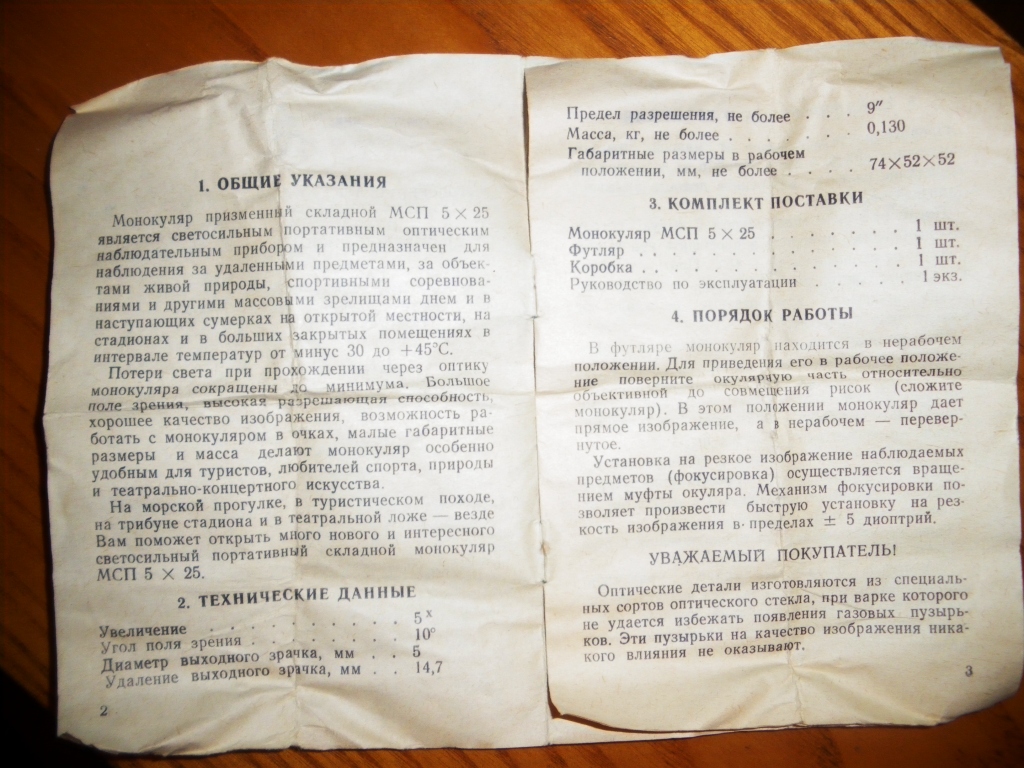 1. ОБЩИЕ УКАЗАНИЯ
Монокуляр призменный складной МСП 5 × 25
является светосильным портативным оптическим
наблюдательным прибором и предназначен для
наблюдения за удаленными предметами, за объек-
тами живой природы, спортивными соревнова-
ниями и другими массовыми зрелищами днем и в
наступающих сумерках на открытой местности, на
стадионах и в больших закрытых помещениях в
интервале температур от минус 30 до +45°С.
Потери света при прохождении через оптику
монокуляра сокращены до минимума. Большое
поле зрения, высокая разрешающая способность,
хорошее качество изображения, возможность ра-
ботать с монокуляром в очках, малые габаритные
размеры и масса делают монокуляр особенно
удобным для туристов, любителей спорта, природы
и театрально-концертного искусства.
На морской прогулке, в туристическом походе,
на трибуне стадиона и в театральной ложе — везде
Вам поможет открыть много нового и интересного
светосильный портативный складной монокуляр
МСП 5 × 25.
2. ТЕХНИЧЕСКИЕ ДАННЫЕ
Увеличение . . . . . . . . . 5ˣ
Угол поля зрения . . . . . . . . 10°
Диаметр выходного зрачка, мм . . 5
Удаление выходного зрачка, мм . . 14,7
2
Предел разрешения, не более . . . 9″
Масса, кг, не более . . . . . . . 0,130
Габаритные размеры в рабочем
положении, мм, не более . . . . 74×52×52
3. КОМПЛЕКТ ПОСТАВКИ
Монокуляр МСП 5 × 25 . . . . . . . 1 шт.
Футляр . . . . . . . . . . . . 1 шт.
Коробка . . . . . . . . . . . 1 шт.
Руководство по эксплуатации . . . . . 1 экз.
4. ПОРЯДОК РАБОТЫ
В футляре монокуляр находится в нерабочем
положении. Для приведения его в рабочее положе-
ние поверните окулярную часть относительно
объективной до совмещения рисок (сложите
монокуляр). В этом положении монокуляр дает
прямое изображение, а в нерабочем — перевер-
нутое.
Установка на резкое изображение наблюдаемых
предметов (фокусировка) осуществляется враще-
нием муфты окуляра. Механизм фокусировки по-
зволяет произвести быструю установку на рез-
кость изображения в пределах ± 5 диоптрий.
УВАЖАЕМЫЙ ПОКУПАТЕЛЬ!
Оптические детали изготовляются из специаль-
ных сортов оптического стекла, при варке которого
не удается избежать появления газовых пузырь-
ков. Эти пузырьки на качество изображения ника-
кого влияния не оказывают.
3